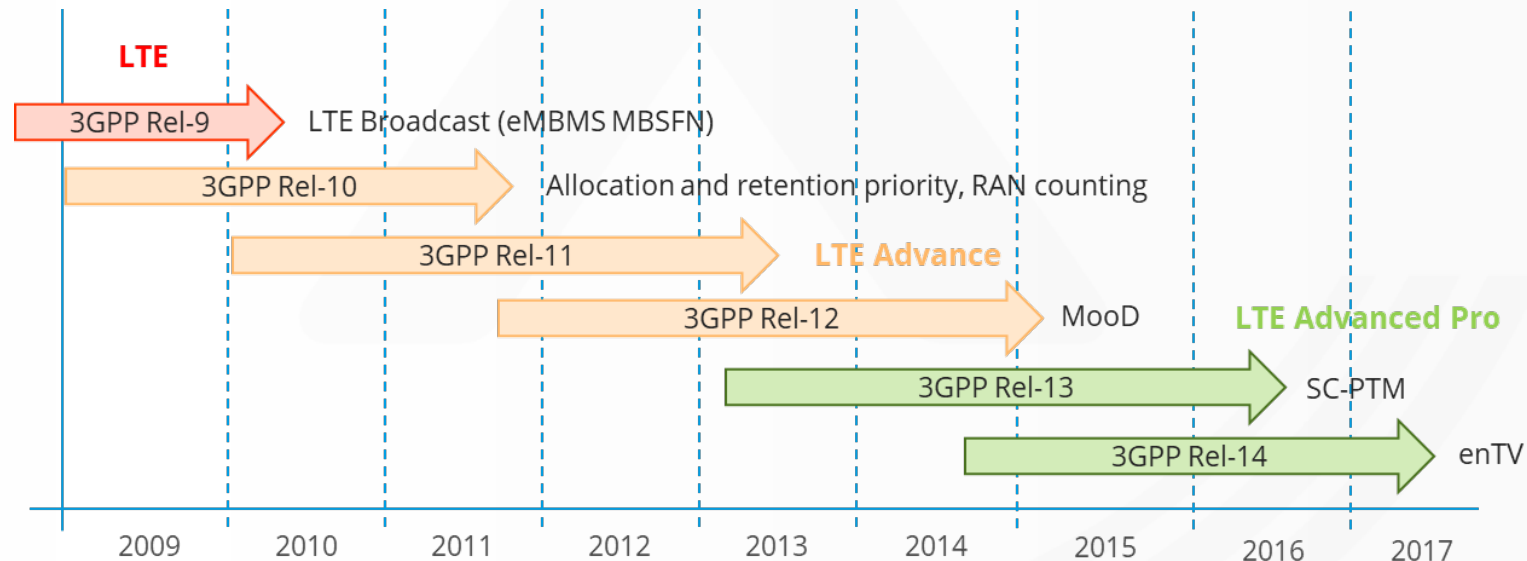 LTE
3GPP Rel-9
LTE Broadcast (eMBMS MBSFN)
3GPP Rel-10
Allocation and retention priority, RAN counting
3GPP Rel-11
LTE Advance
3GPP Rel-12
MooD
LTE Advanced Pro
3GPP Rel-13
SC-PTM
3GPP Rel-14
enTV
2009 2010 2011 2012 2013 2014 2015 2016 2017